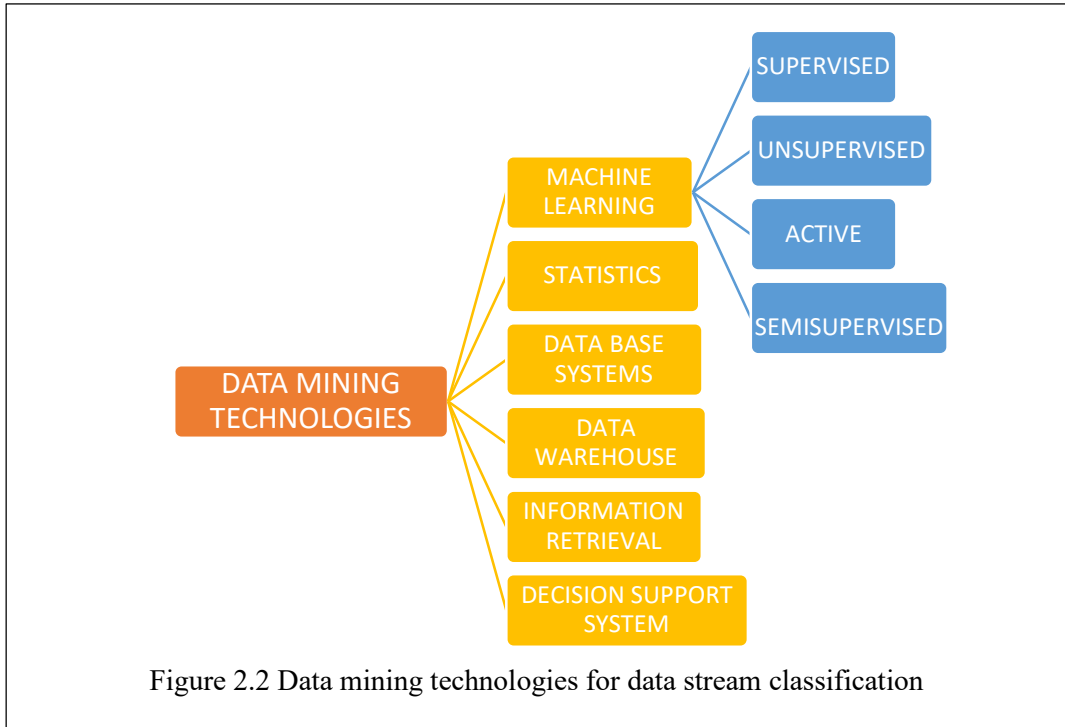 DATA MINING
TECHNOLOGIES
MACHINE
LEARNING
STATISTICS
DATA BASE
SYSTEMS
DATA
WAREHOUSE
INFORMATION
RETRIEVAL
DECISION SUPPORT
SYSTEM
SUPERVISED
UNSUPERVISED
ACTIVE
SEMISUPERVISED
Figure 2.2 Data mining technologies for data stream classification